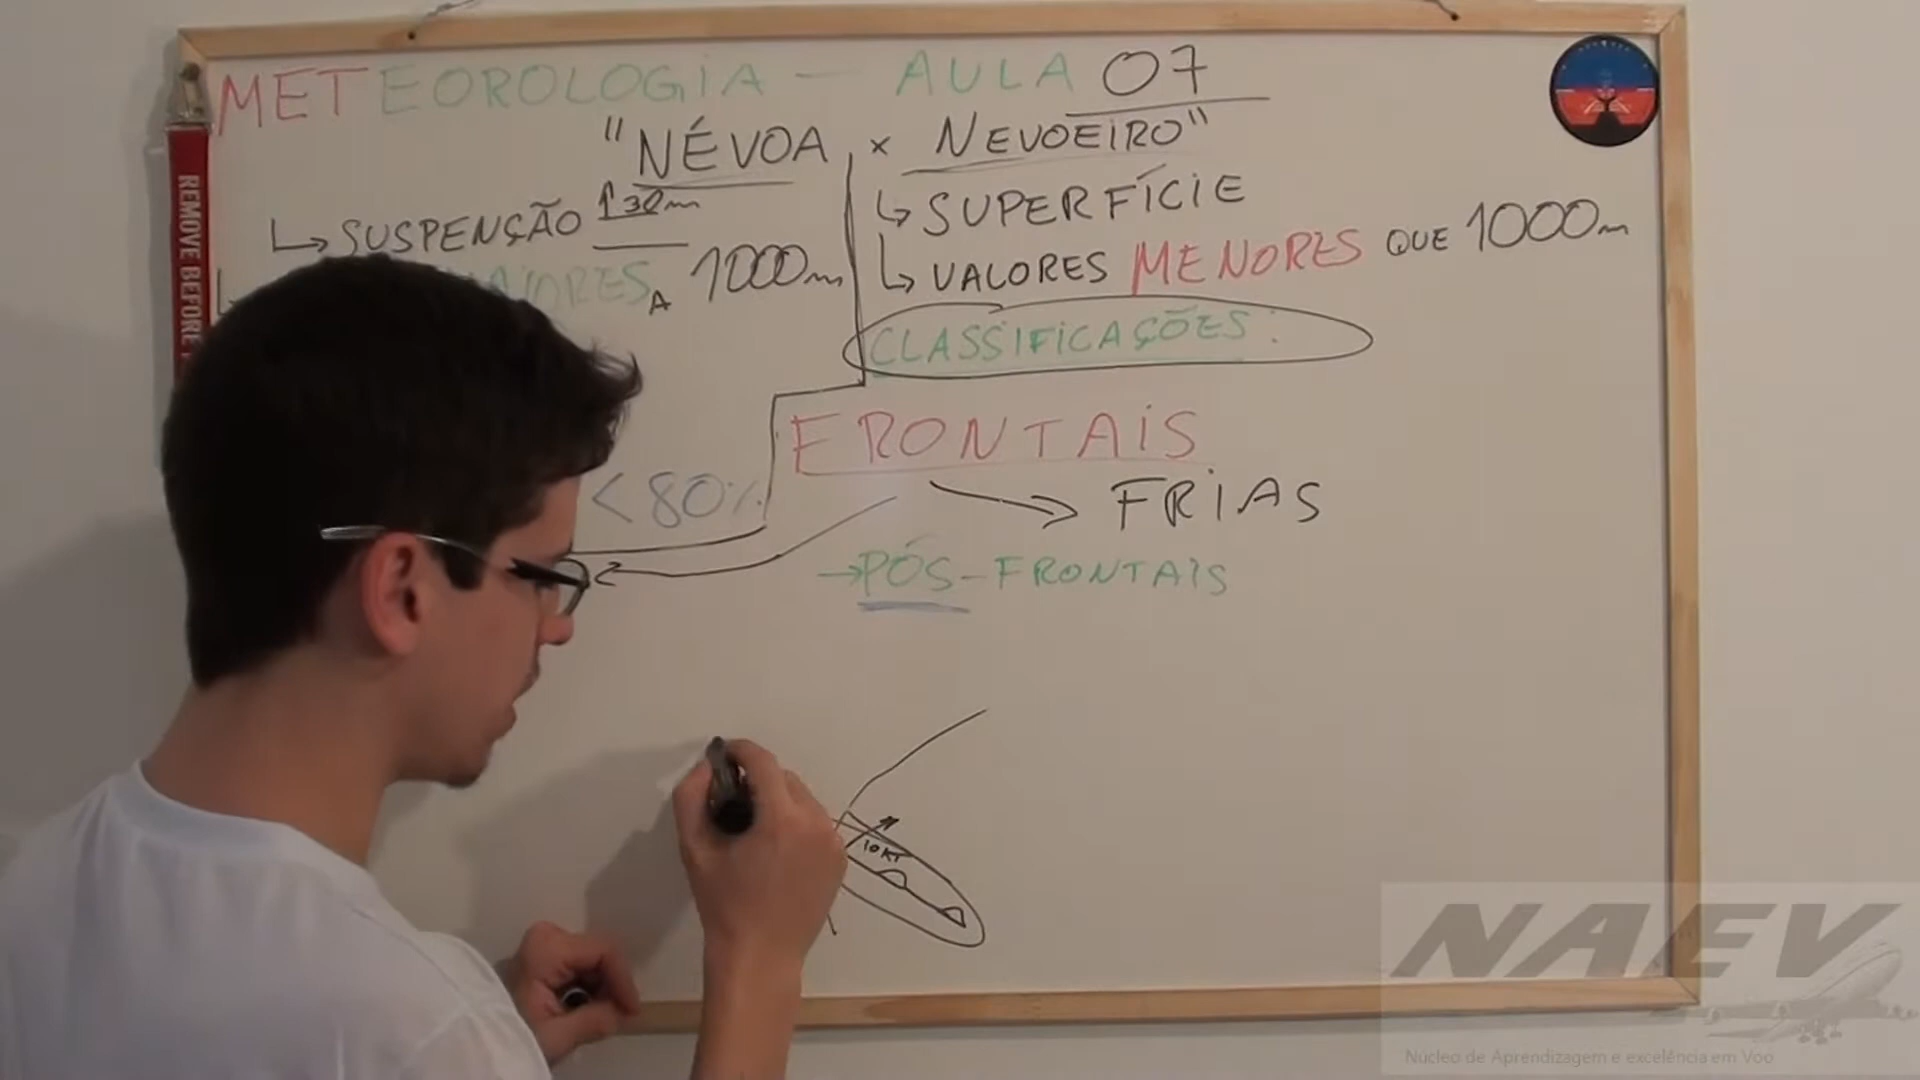 METEOROLOGIA - AULA 07
"NÉVOA x NEVOEIRO"
↳ SUSPENÇÃO
↳ SUPERFÍCIE
A 1000m
↳ VALORES MENORES QUE 1000m
CLASSIFICAÇÕES:
FRONTAIS
< 80%
→ FRIAS
→ PÓS-FRONTAIS
10 KT
REMOVE BEFORE
NAEV
Núcleo de Aprendizagem e excelência em Voo